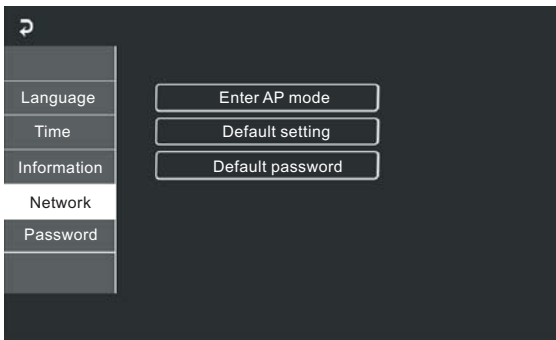 Language
Time
Information
Network
Password
Enter AP mode
Default setting
Default password